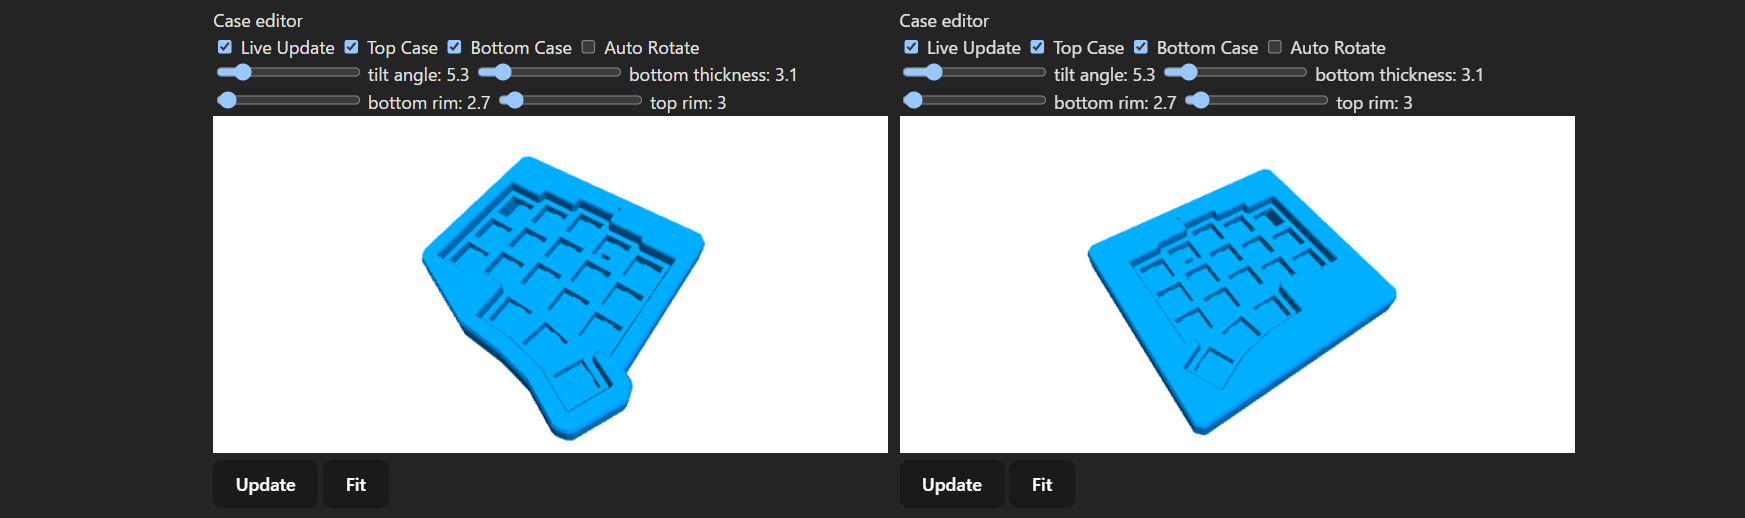 Case editor
Live Update Top Case Bottom Case Auto Rotate
tilt angle: 5.3 bottom thickness: 3.1
bottom rim: 2.7 top rim: 3
Update Fit
Case editor
Live Update Top Case Bottom Case Auto Rotate
tilt angle: 5.3 bottom thickness: 3.1
bottom rim: 2.7 top rim: 3
Update Fit